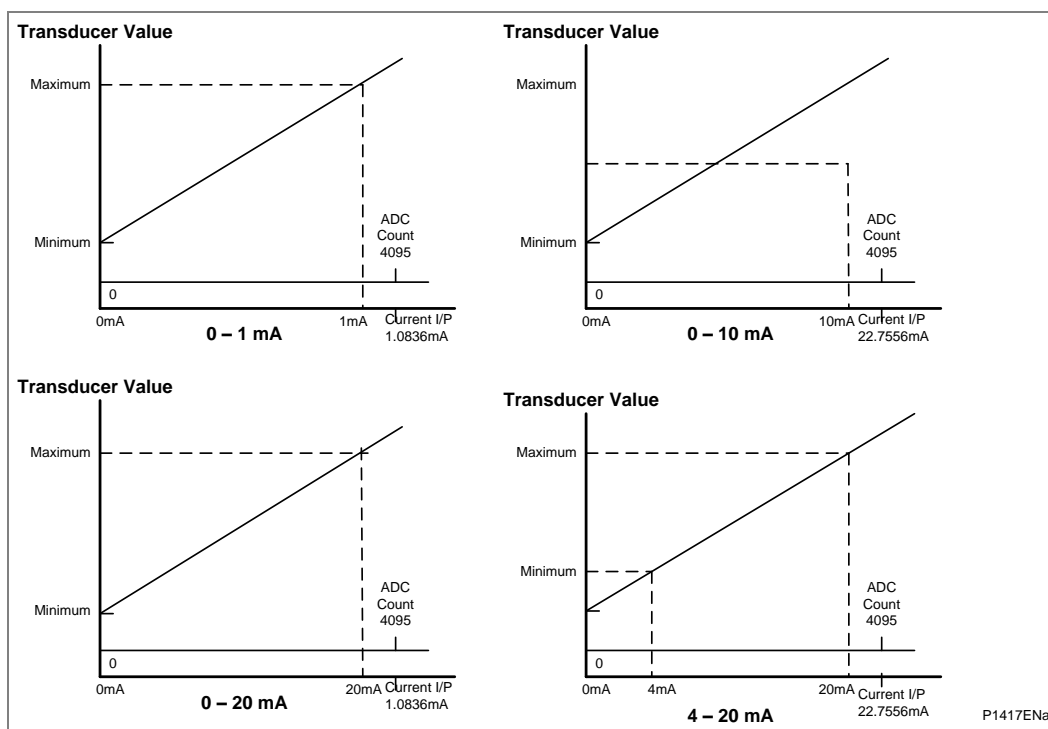 Transducer Value
Maximum
Minimum
ADC
Count
4095
0
0mA
1mA
Current I/P
1.0836mA
0 – 1 mA
Transducer Value
Maximum
Minimum
ADC
Count
4095
0
0mA
10mA
Current I/P
22.7556mA
0 – 10 mA
Transducer Value
Maximum
Minimum
ADC
Count
4095
0
0mA
20mA
Current I/P
1.0836mA
0 – 20 mA
Transducer Value
Maximum
Minimum
ADC
Count
4095
0
0mA
4mA
20mA
Current I/P
22.7556mA
4 – 20 mA
P1417ENa